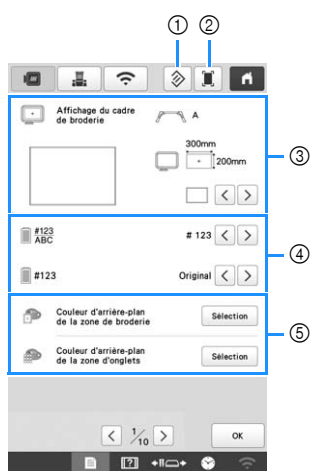 ① ②
Affichage du cadre
de broderie
A
300mm
200mm
③
#123
ABC
# 123
④
#123
Original
Couleur d'arrière-plan
de la zone de broderie
Sélection
⑤
Couleur d'arrière-plan
de la zone d'onglets
Sélection
1/10
OK